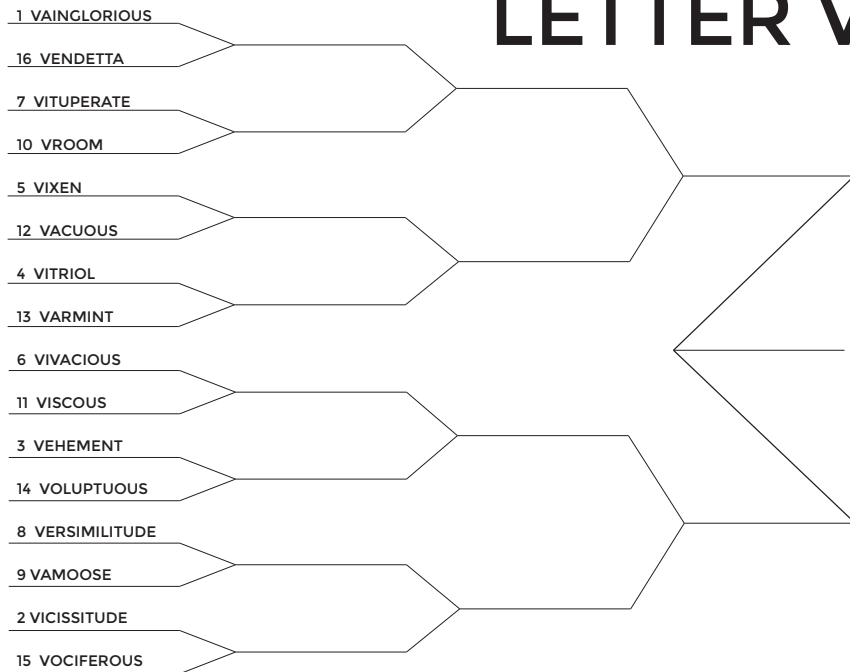 LETTER V
1 VAINGLORIOUS
16 VENDETTA
7 VITUPERATE
10 VROOM
5 VIXEN
12 VACUOUS
4 VITRIOL
13 VARMINT
6 VIVACIOUS
11 VISCOUS
3 VEHEMENT
14 VOLUPTUOUS
8 VERSIMILITUDE
9 VAMOOSE
2 VICISSITUDE
15 VOCIFEROUS